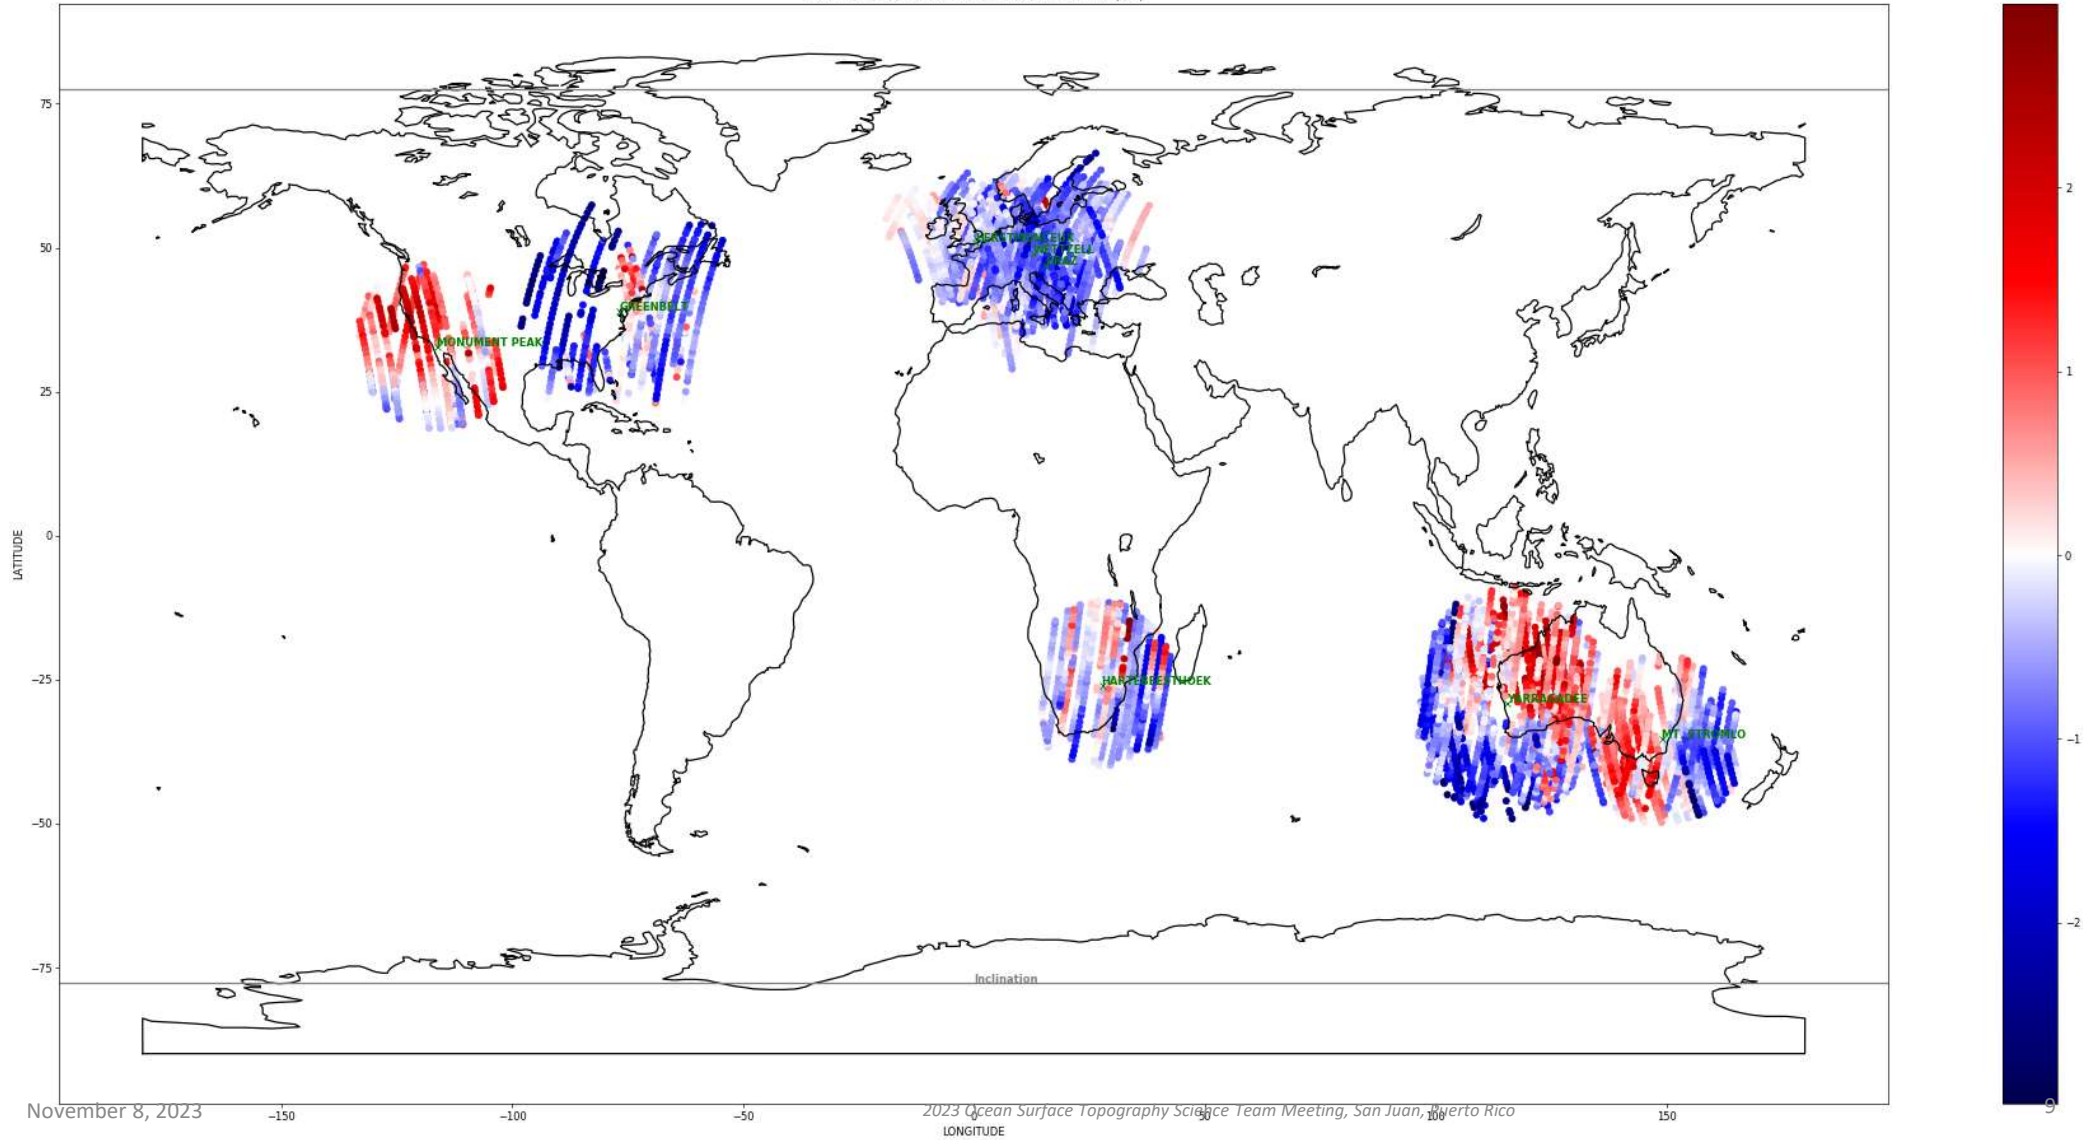 75
50
25
0
−25
−50
−75
LATITUDE
GREENBELT
MONUMENT PEAK
WETTZELL
GRAZ
HARTEBEESTHOEK
YARRAGADEE
MT STROMLO
Inclination
2
1
0
−1
−2
−150
−100
−50
0
50
100
150
LONGITUDE
November 8, 2023
2023 Ocean Surface Topography Science Team Meeting, San Juan, Puerto Rico
9